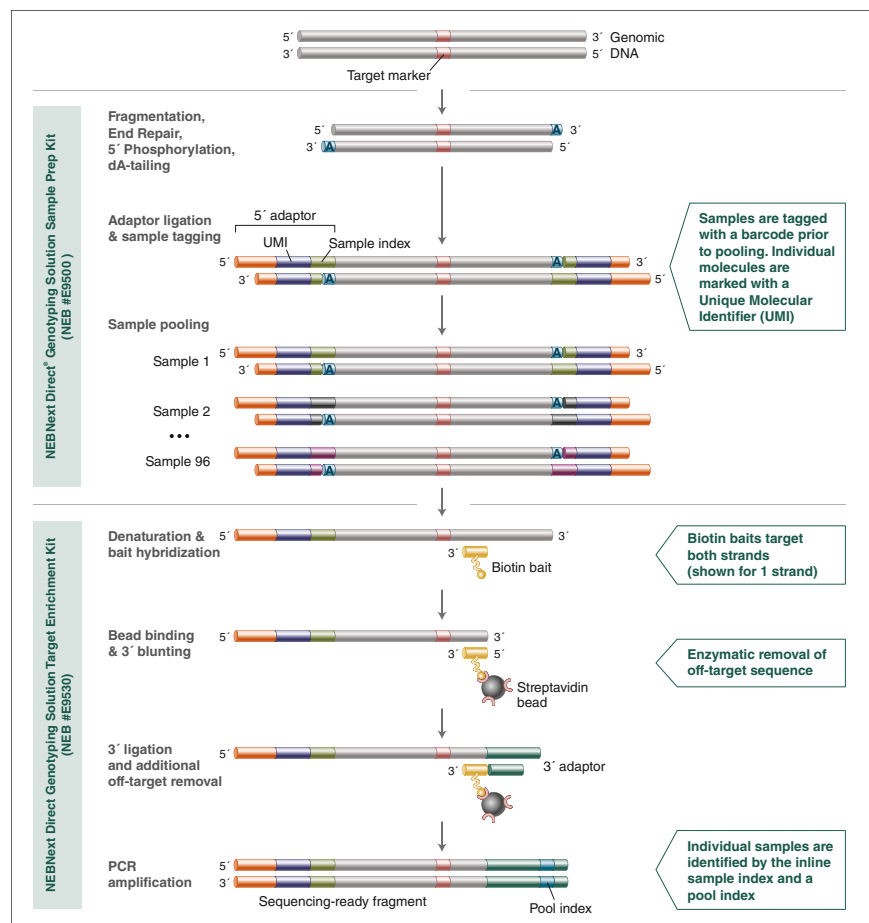 5´
3´
Genomic
3´
5´
DNA
Target marker
NEBNext Direct® Genotyping Solution Sample Prep Kit
(NEB #E9500 )
Fragmentation,
End Repair,
5´ Phosphorylation,
dA-tailing
5´
A
3´
3´
A
5´
Adaptor ligation
& sample tagging
5´ adaptor
UMI
Sample index
5´
A
3´
3´
A
5´
Samples are tagged
with a barcode prior
to pooling. Individual
molecules are
marked with a
Unique Molecular
Identifier (UMI)
Sample pooling
Sample 1
5´
A
3´
3´
A
5´
Sample 2
A
A
•••
Sample 96
A
A
NEBNext Direct Genotyping Solution Target Enrichment Kit
(NEB #E9530)
Denaturation &
bait hybridization
5´
3´
3´
Biotin bait
Biotin baits target
both strands
(shown for 1 strand)
Bead binding
& 3´ blunting
5´
3´
3´
5´
Streptavidin
bead
Enzymatic removal of
off-target sequence
3´ ligation
and additional
off-target removal
5´
3´
3´ adaptor
PCR
amplification
5´
3´
Sequencing-ready fragment
Pool index
Individual samples are
identified by the inline
sample index and a
pool index